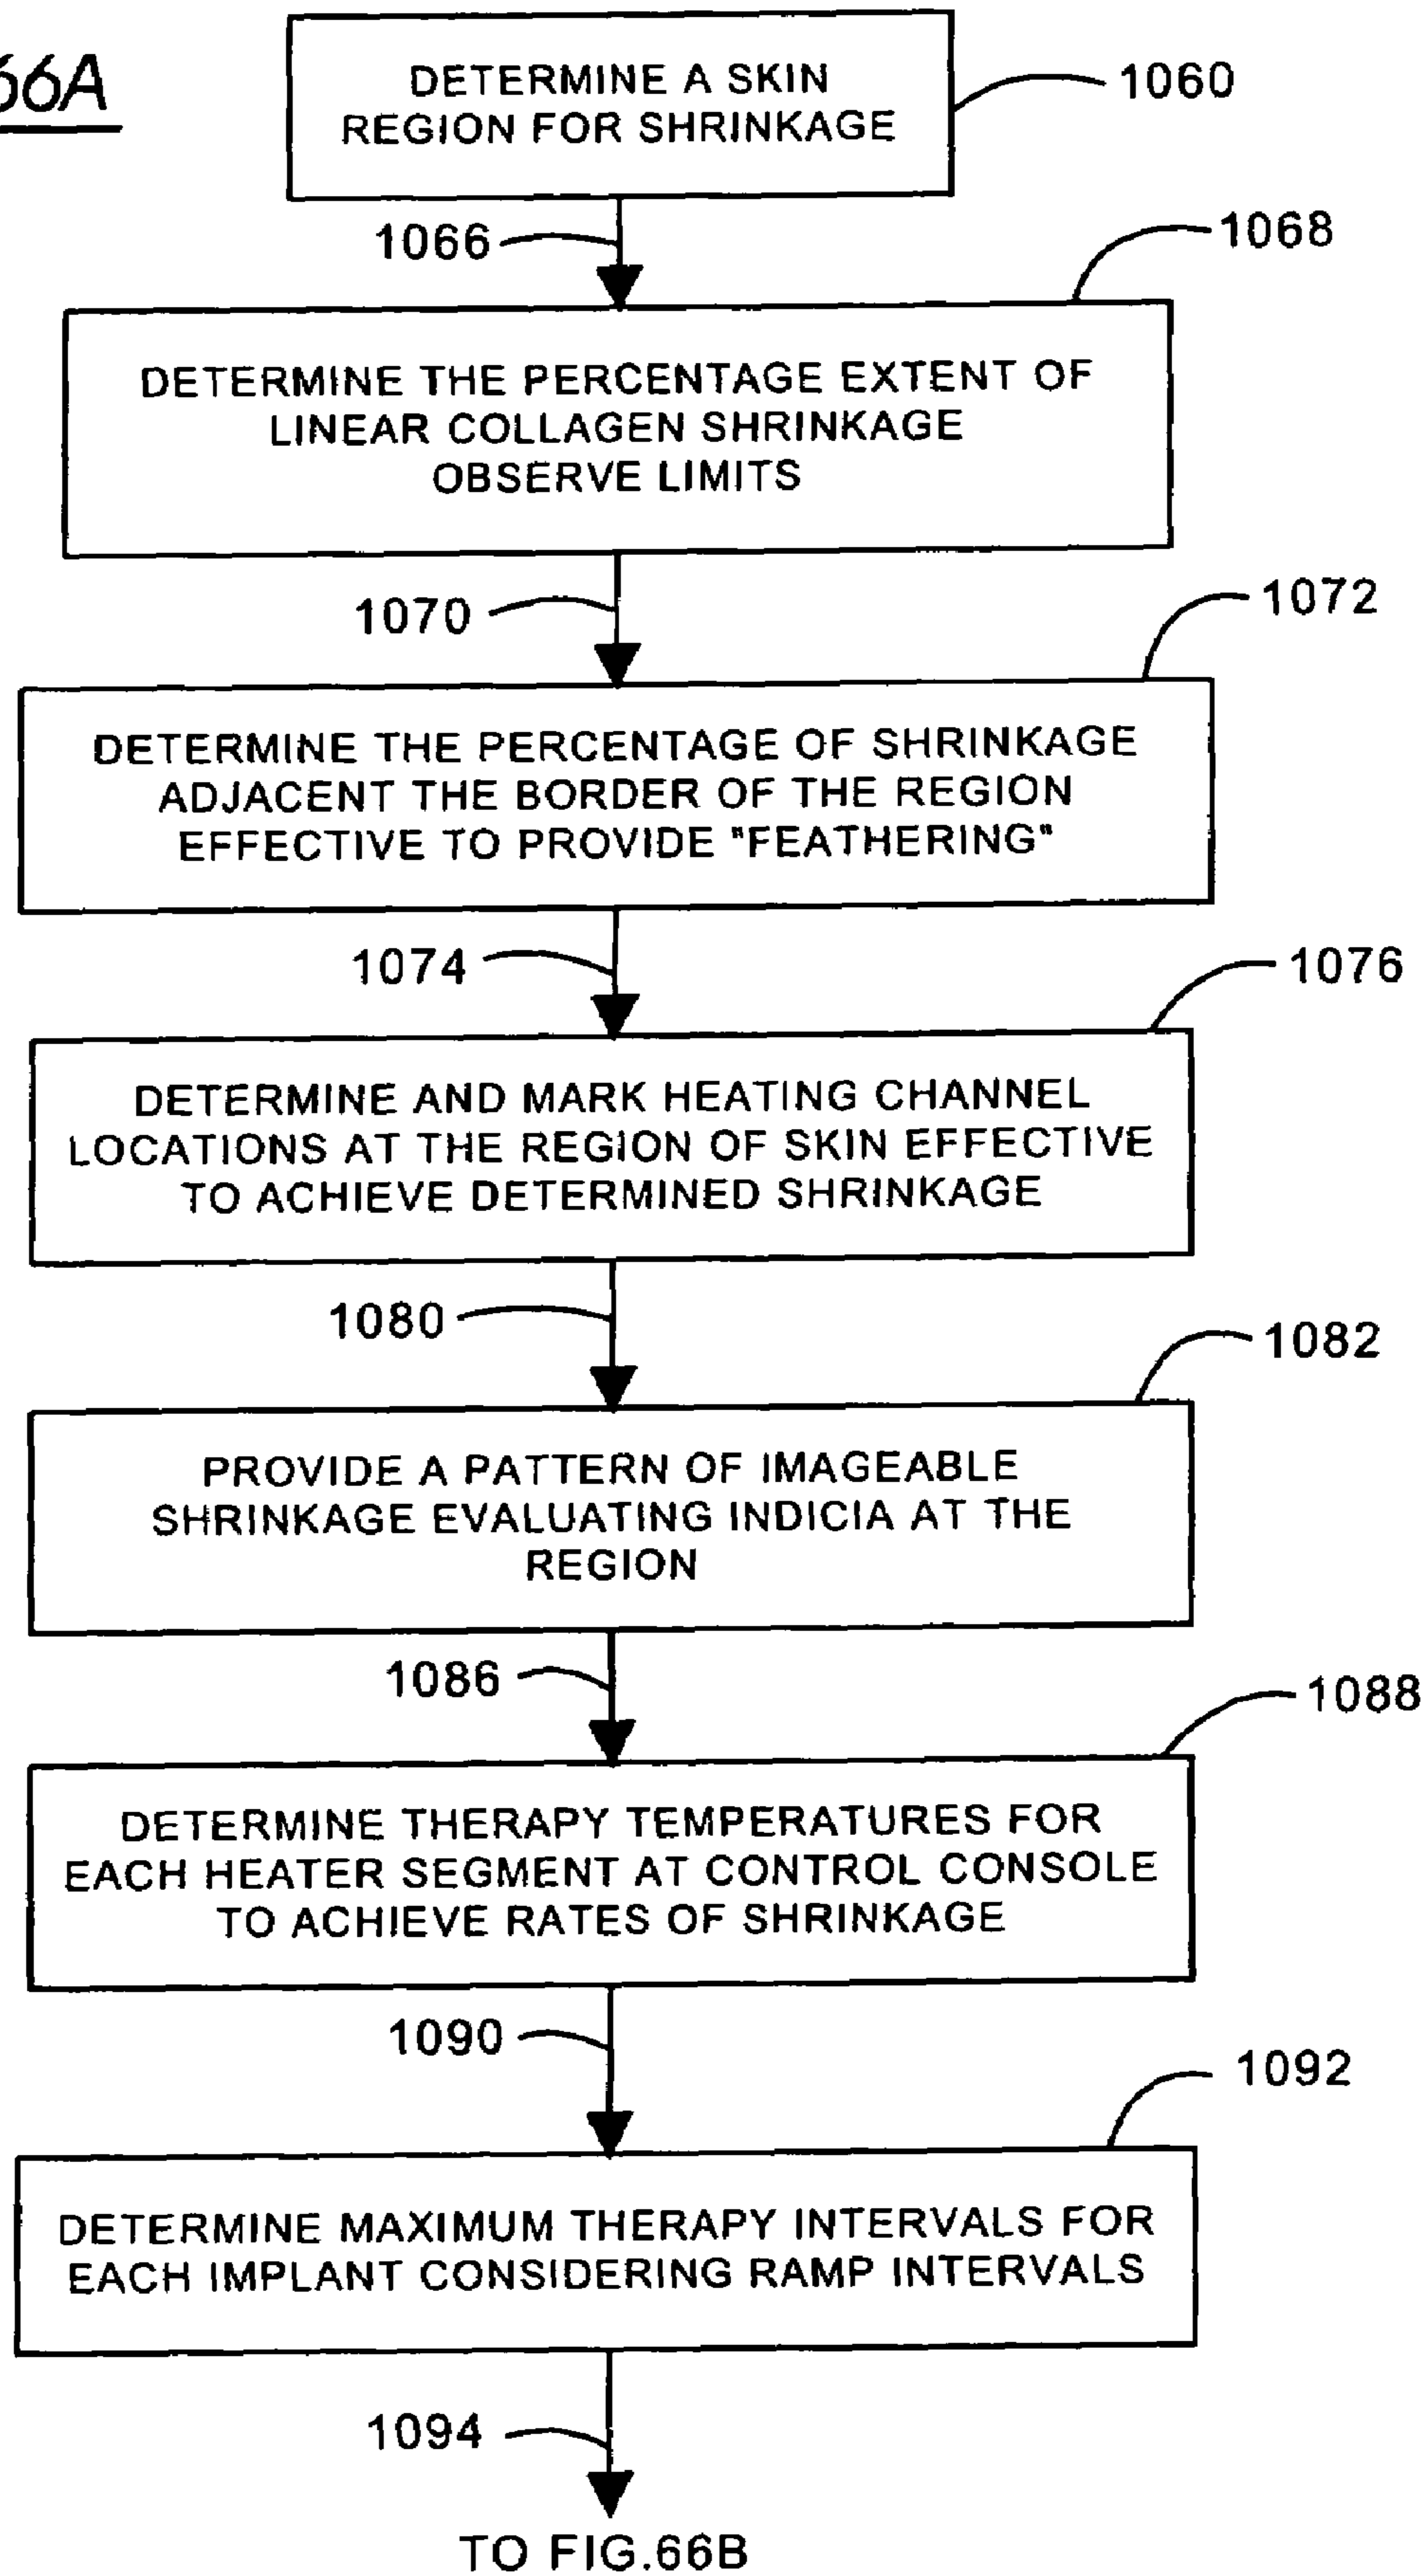 66A
DETERMINE A SKIN
REGION FOR SHRINKAGE
1060
1066
1068
DETERMINE THE PERCENTAGE EXTENT OF
LINEAR COLLAGEN SHRINKAGE
OBSERVE LIMITS
1070
1072
DETERMINE THE PERCENTAGE OF SHRINKAGE
ADJACENT THE BORDER OF THE REGION
EFFECTIVE TO PROVIDE "FEATHERING"
1074
1076
DETERMINE AND MARK HEATING CHANNEL
LOCATIONS AT THE REGION OF SKIN EFFECTIVE
TO ACHIEVE DETERMINED SHRINKAGE
1080
1082
PROVIDE A PATTERN OF IMAGEABLE
SHRINKAGE EVALUATING INDICIA AT THE
REGION
1086
1088
DETERMINE THERAPY TEMPERATURES FOR
EACH HEATER SEGMENT AT CONTROL CONSOLE
TO ACHIEVE RATES OF SHRINKAGE
1090
1092
DETERMINE MAXIMUM THERAPY INTERVALS FOR
EACH IMPLANT CONSIDERING RAMP INTERVALS
1094
TO FIG.66B